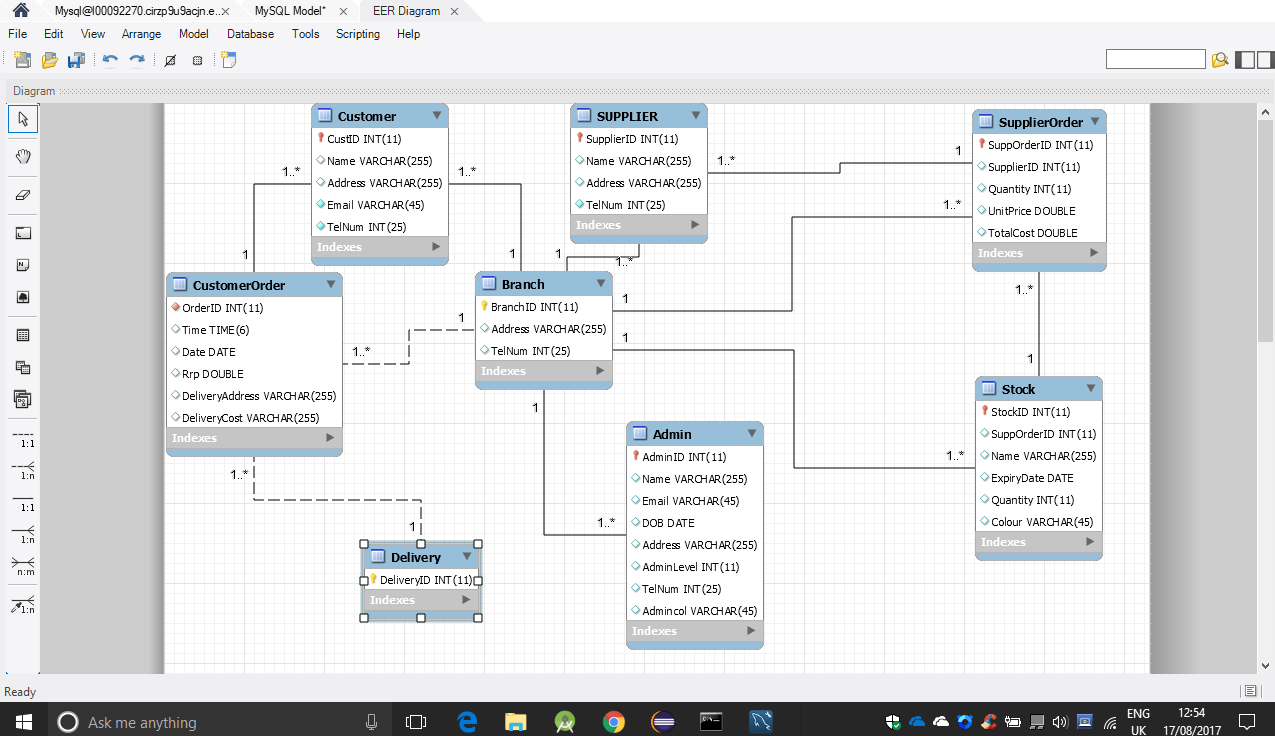 Mysql@l00092270.cirzp9u9acjn.e...
MySQL Model*
EER Diagram
File Edit View Arrange Model Database Tools Scripting Help
Diagram
1:1
1:n
1:1
1:n
n:m
1:n
Customer
CustID INT(11)
Name VARCHAR(255)
Address VARCHAR(255)
Email VARCHAR(45)
TelNum INT(25)
Indexes
SUPPLIER
SupplierID INT(11)
Name VARCHAR(255)
Address VARCHAR(255)
TelNum INT(25)
Indexes
SupplierOrder
SuppOrderID INT(11)
SupplierID INT(11)
Quantity INT(11)
UnitPrice DOUBLE
TotalCost DOUBLE
Indexes
1..*
1..*
1..*
1
1..*
1
1
1
1..*
CustomerOrder
OrderID INT(11)
Time TIME(6)
Date DATE
Rrp DOUBLE
DeliveryAddress VARCHAR(255)
DeliveryCost VARCHAR(255)
Indexes
Branch
BranchID INT(11)
Address VARCHAR(255)
TelNum INT(25)
Indexes
1
1..*
1
1
1..*
1
1
1..*
1..*
Stock
StockID INT(11)
SuppOrderID INT(11)
Name VARCHAR(255)
ExpiryDate DATE
Quantity INT(11)
Colour VARCHAR(45)
Indexes
Admin
AdminID INT(11)
Name VARCHAR(255)
Email VARCHAR(45)
DOB DATE
Address VARCHAR(255)
AdminLevel INT(11)
TelNum INT(25)
Admincol VARCHAR(45)
Indexes
1..*
1
Delivery
DeliveryID INT(11)
Indexes
Ready
Ask me anything
ENG
UK
12:54
17/08/2017